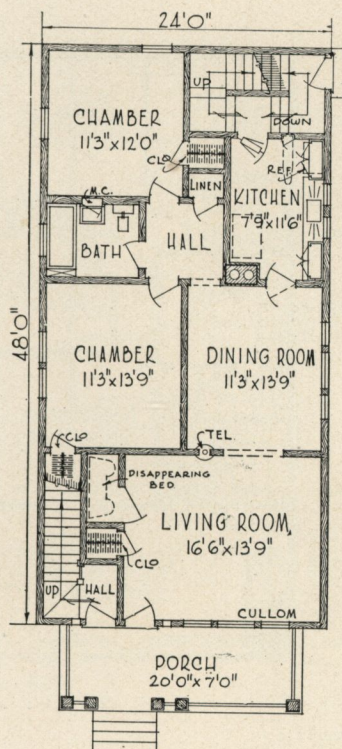 24'0"
48'0"
UP
DOWN
CHAMBER
11'3"x12'0"
CLO
LINEN
REF.
KITCHEN
7'9"x11'6"
M.C.
BATH
HALL
CHAMBER
11'3"x13'9"
DINING ROOM
11'3"x13'9"
CLO
TEL.
DISAPPEARING
BED
LIVING ROOM
16'6"x13'9"
CLO
UP
HALL
CULLOM
PORCH
20'0"x7'0"